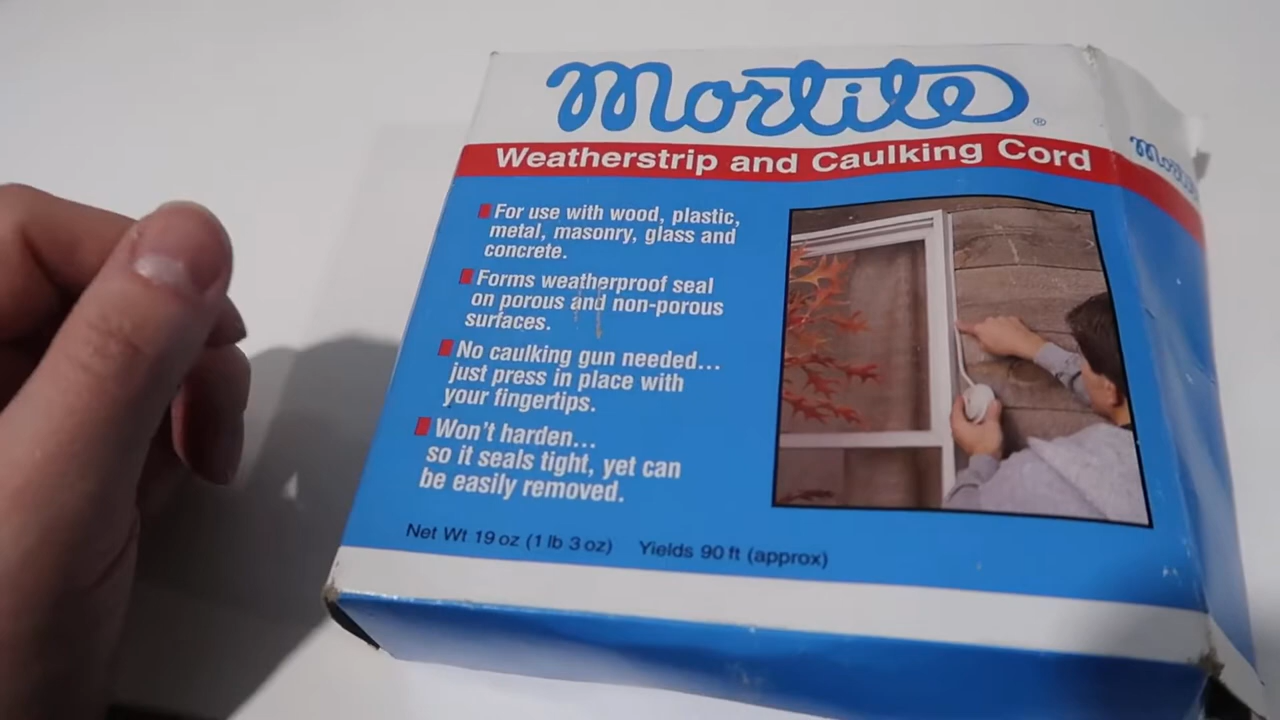 Mortite®
Weatherstrip and Caulking Cord
For use with wood, plastic,
metal, masonry, glass and
concrete.
Forms weatherproof seal
on porous and non-porous
surfaces.
No caulking gun needed...
just press in place with
your fingertips.
Won't harden...
so it seals tight, yet can
be easily removed.
Net Wt 19 oz (1 lb 3 oz) Yields 90 ft (approx)
Mortite